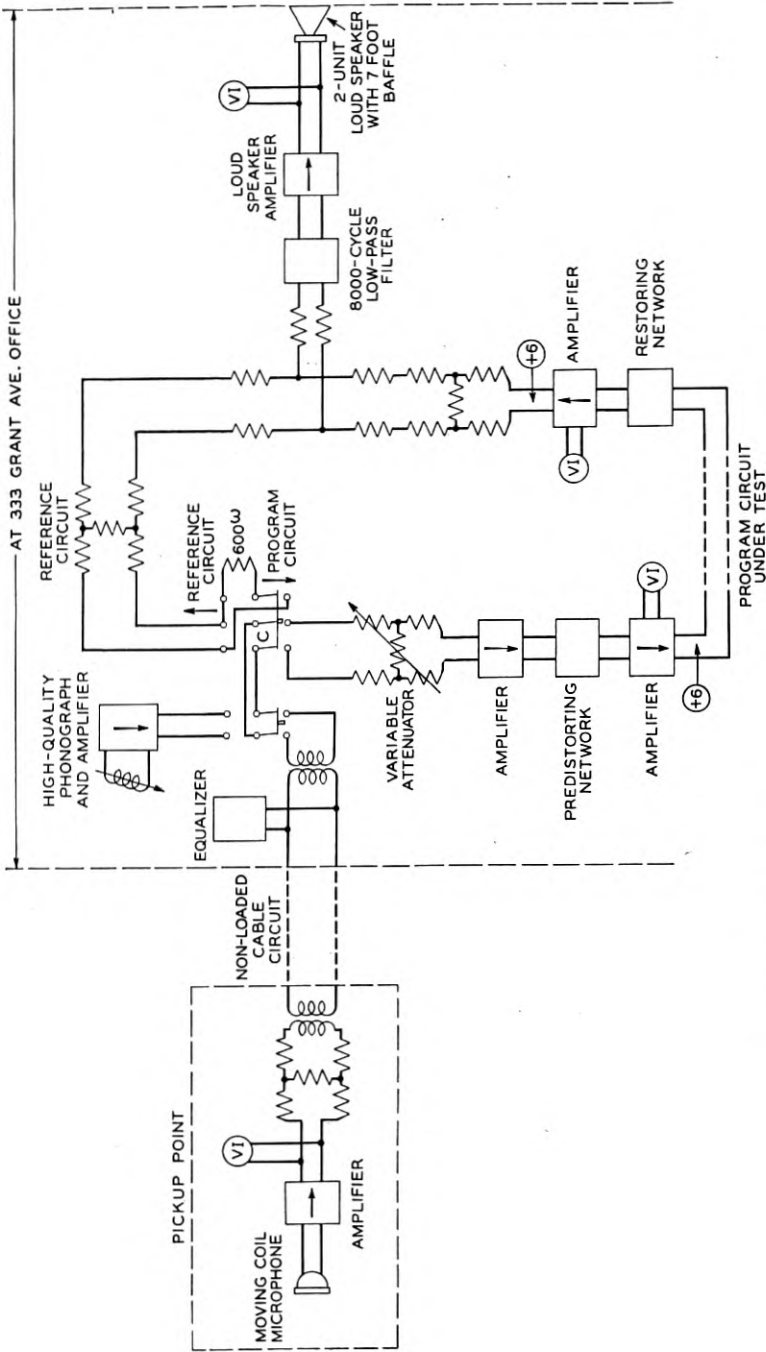 AT 333 GRANT AVE. OFFICE
PICKUP POINT
MOVING COIL
MICROPHONE
AMPLIFIER
VI
NON-LOADED
CABLE
CIRCUIT
EQUALIZER
HIGH-QUALITY
PHONOGRAPH
AND AMPLIFIER
REFERENCE
CIRCUIT
REFERENCE
CIRCUIT
600ω
PROGRAM
CIRCUIT
C
VARIABLE
ATTENUATOR
AMPLIFIER
PREDISTORTING
NETWORK
AMPLIFIER
VI
+6
PROGRAM CIRCUIT
UNDER TEST
RESTORING
NETWORK
AMPLIFIER
VI
+6
8000-CYCLE
LOW-PASS
FILTER
LOUD
SPEAKER
AMPLIFIER
VI
2-UNIT
LOUD SPEAKER
WITH 7 FOOT
BAFFLE